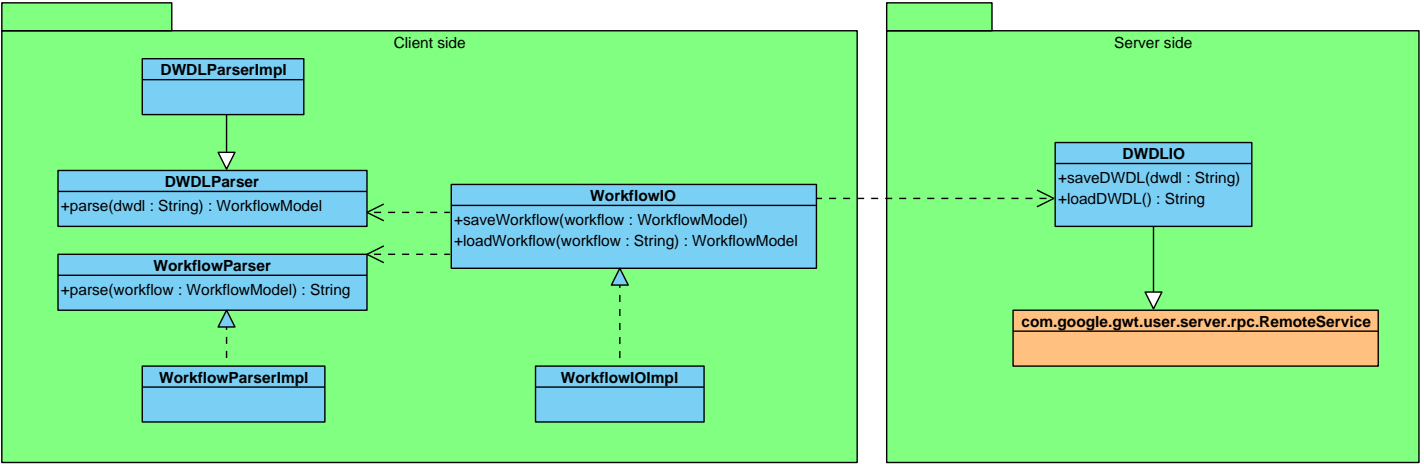 Client side
DWDLParserImpl
DWDLParser
+parse(dwdl : String) : WorkflowModel
WorkflowParser
+parse(workflow : WorkflowModel) : String
WorkflowParserImpl
WorkflowIO
+saveWorkflow(workflow : WorkflowModel)
+loadWorkflow(workflow : String) : WorkflowModel
WorkflowIOImpl
Server side
DWDLIO
+saveDWDL(dwdl : String)
+loadDWDL() : String
com.google.gwt.user.server.rpc.RemoteService